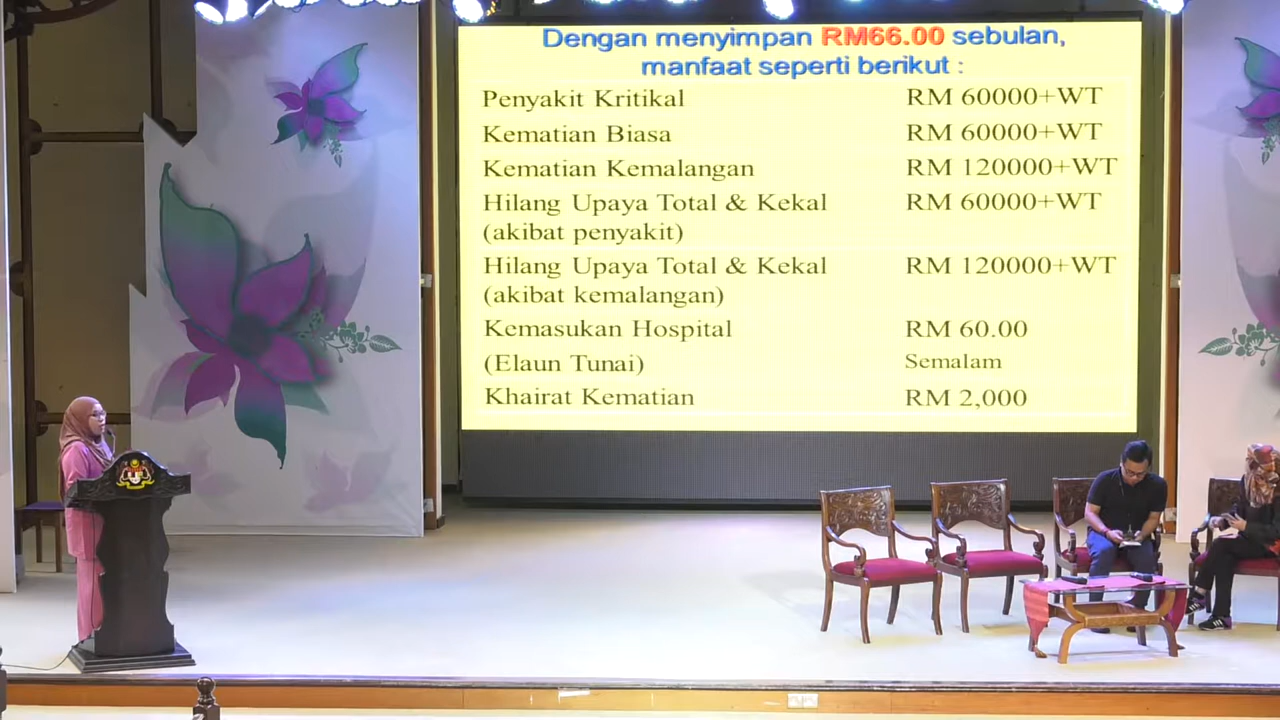 Dengan menyimpan RM66.00 sebulan,
manfaat seperti berikut :
Penyakit Kritikal RM 60000+WT
Kematian Biasa RM 60000+WT
Kematian Kemalangan RM 120000+WT
Hilang Upaya Total & Kekal RM 60000+WT
(akibat penyakit)
Hilang Upaya Total & Kekal RM 120000+WT
(akibat kemalangan)
Kemasukan Hospital RM 60.00
(Elaun Tunai) Semalam
Khairat Kematian RM 2,000